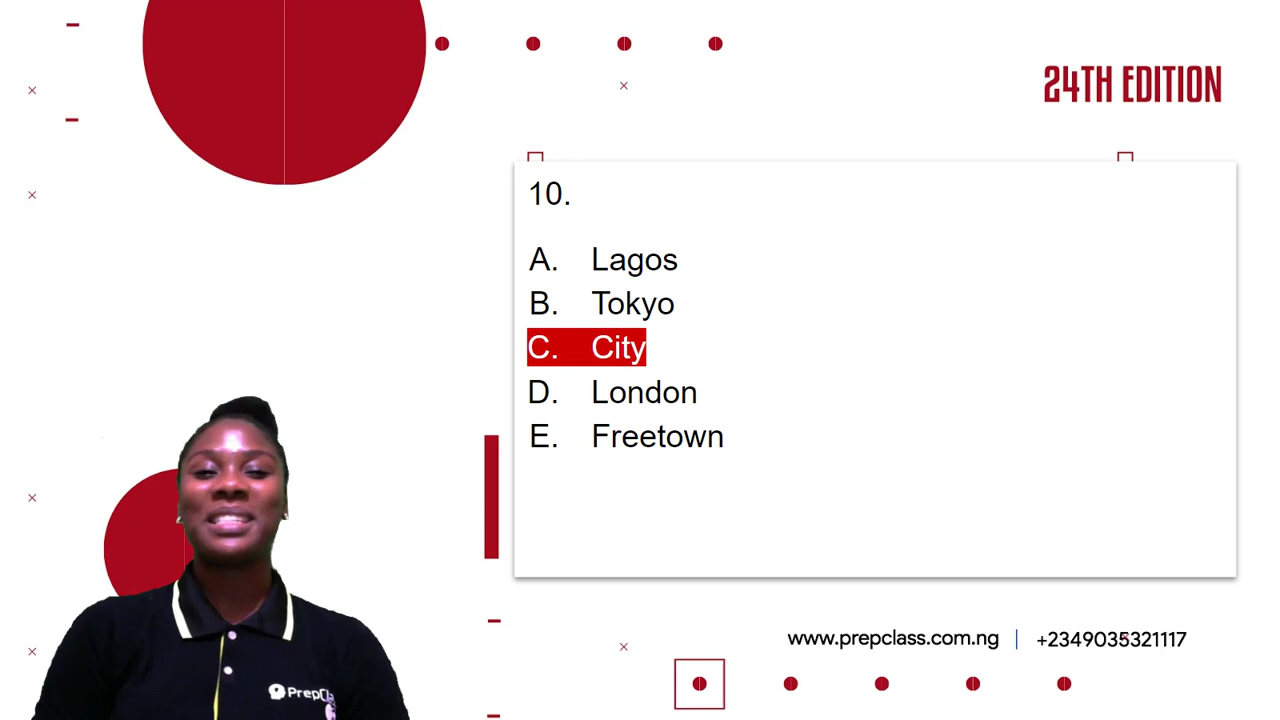 24TH EDITION
10.
A. Lagos
B. Tokyo
C. City
D. London
E. Freetown
www.prepclass.com.ng | +2349035321117